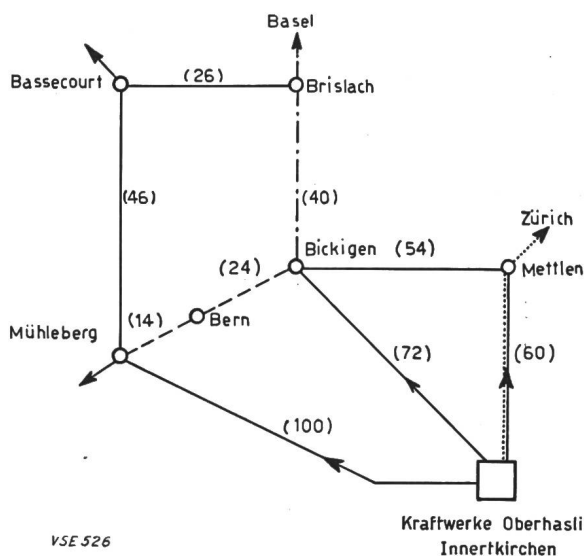 Basel
Bassecourt
(26)
Brislach
(46)
(40)
Zürich
Bickigen
(54)
Mettlen
(24)
(14)
Bern
Mühleberg
(72)
(60)
(100)
Kraftwerke Oberhasli
Innertkirchen
VSE 526